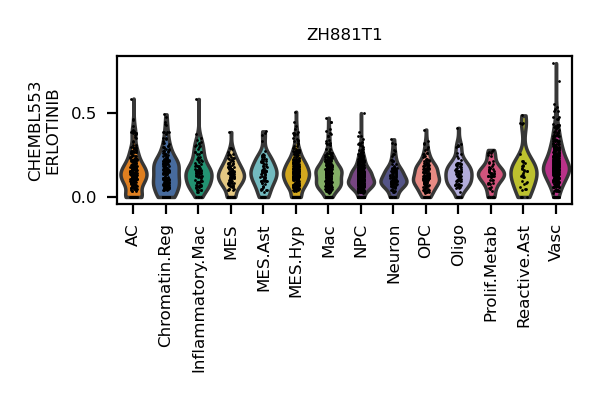 ZH881T1
CHEMBL553
ERLOTINIB
0.5
0.0
AC
Chromatin.Reg
Inflammatory.Mac
MES
MES.Ast
MES.Hyp
Mac
NPC
Neuron
OPC
Oligo
Prolif.Metab
Reactive.Ast
Vasc